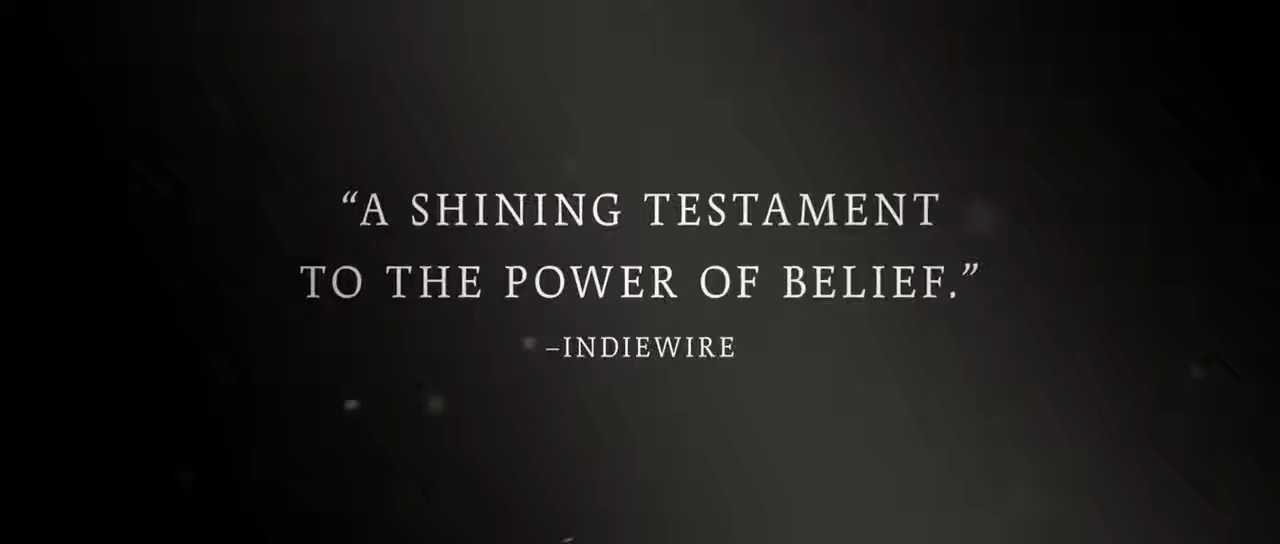 “A SHINING TESTAMENT
TO THE POWER OF BELIEF.”
–INDIEWIRE